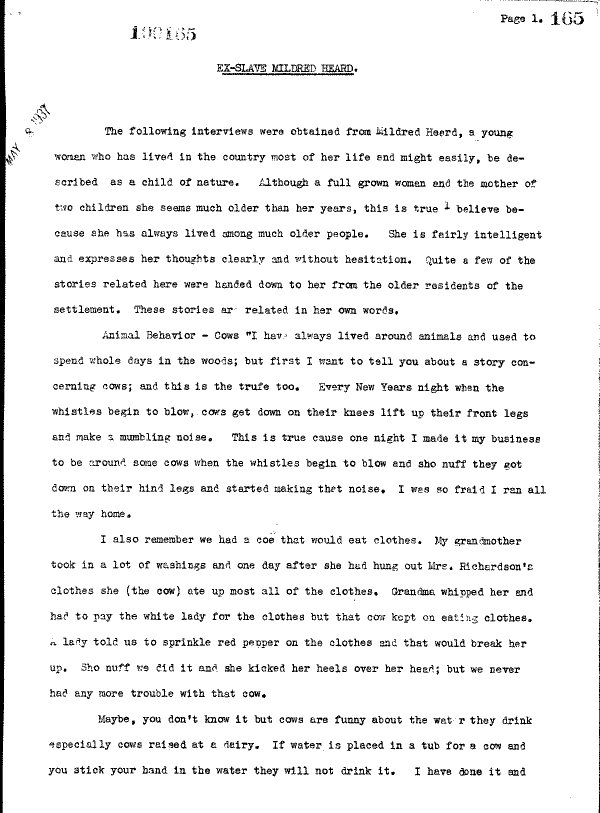 Page 1. 165
100165
EX-SLAVE MILDRED HEARD.
MAY 8 1937
The following interviews were obtained from Mildred Heard, a young
woman who has lived in the country most of her life and might easily, be de-
scribed as a child of nature. Although a full grown woman and the mother of
two children she seems much older than her years, this is true I believe be-
cause she has always lived among much older people. She is fairly intelligent
and expresses her thoughts clearly and without hesitation. Quite a few of the
stories related here were handed down to her from the older residents of the
settlement. These stories ar related in her own words.
Animal Behavior - Cows "I have always lived around animals and used to
spend whole days in the woods; but first I want to tell you about a story con-
cerning cows; and this is the trufe too. Every New Years night when the
whistles begin to blow, cows get down on their knees lift up their front legs
and make a mumbling noise. This is true cause one night I made it my business
to be around some cows when the whistles begin to blow and sho nuff they got
down on their hind legs and started making that noise. I was so fraid I ran all
the way home.
I also remember we had a coe that would eat clothes. My grandmother
took in a lot of washings and one day after she had hung out Mrs. Richardson's
clothes she (the cow) ate up most all of the clothes. Grandma whipped her and
had to pay the white lady for the clothes but that cow kept on eating clothes.
A lady told us to sprinkle red pepper on the clothes and that would break her
up. Sho nuff we did it and she kicked her heels over her head; but we never
had any more trouble with that cow.
Maybe, you don't know it but cows are funny about the wat r they drink
especially cows raised at a dairy. If water is placed in a tub for a cow and
you stick your hand in the water they will not drink it. I have done it and